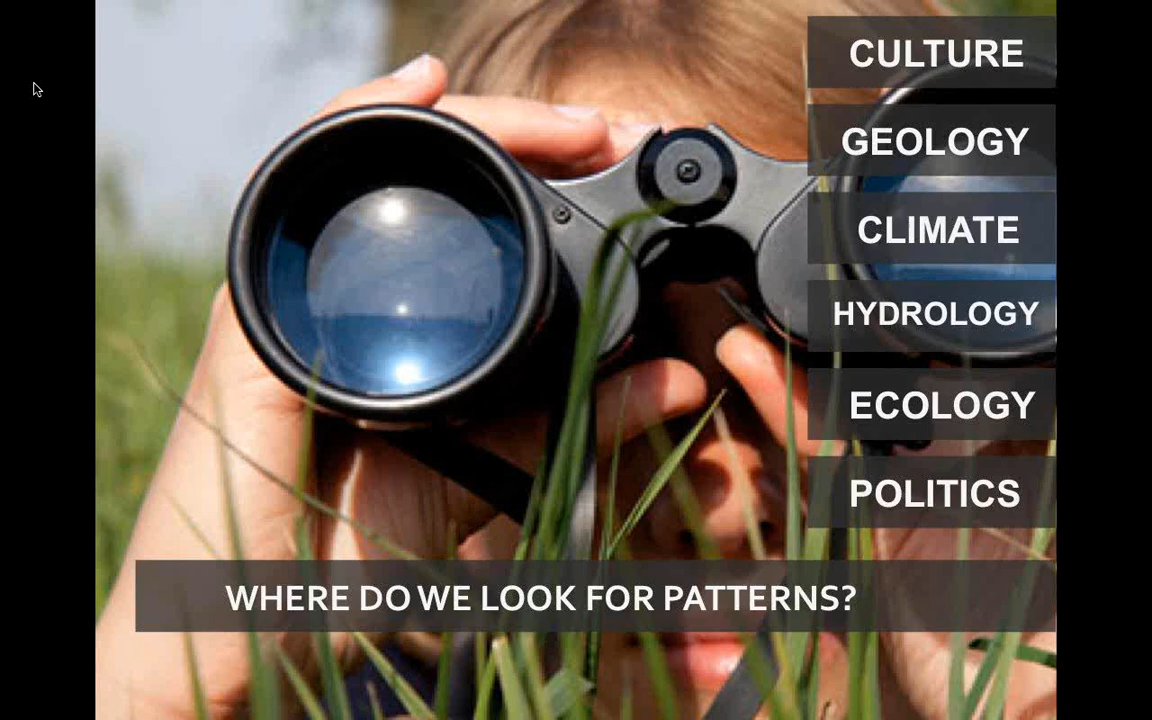 CULTURE
GEOLOGY
CLIMATE
HYDROLOGY
ECOLOGY
POLITICS
WHERE DO WE LOOK FOR PATTERNS?